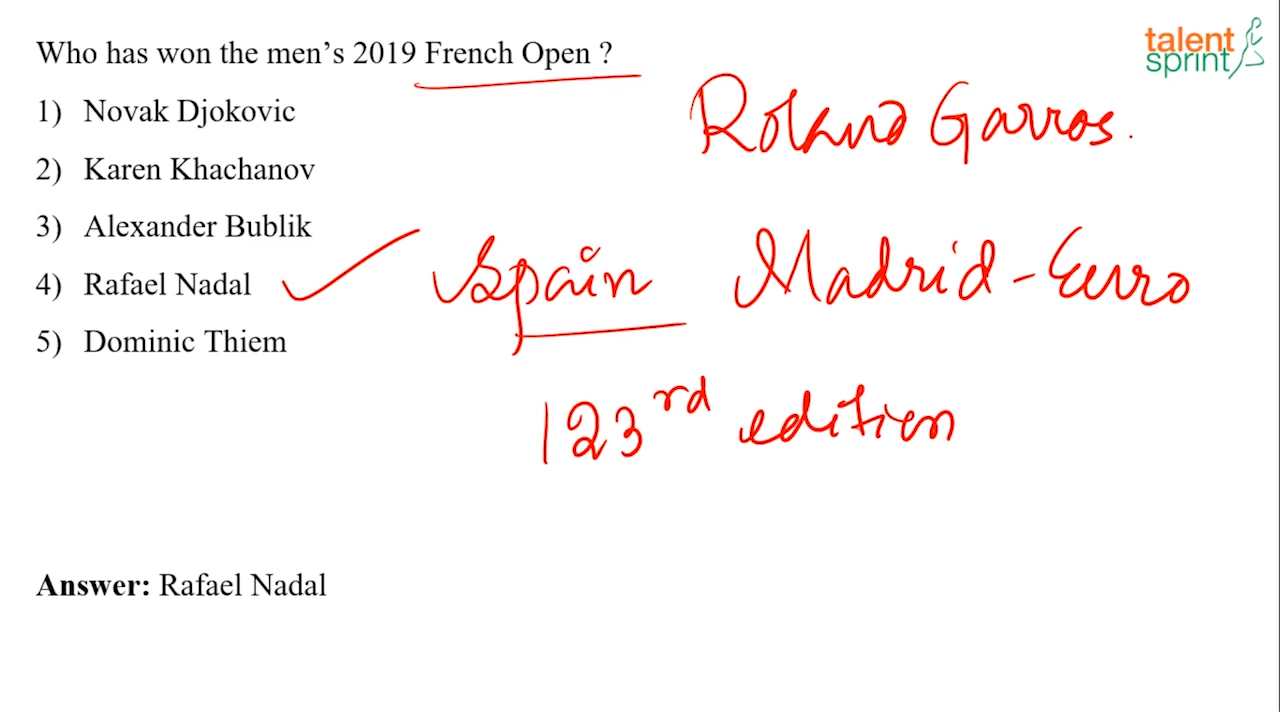 talent
sprint
Who has won the men’s 2019 French Open ?
Roland Garros.
1) Novak Djokovic
2) Karen Khachanov
3) Alexander Bublik
4) Rafael Nadal
Spain Madrid - Euro
5) Dominic Thiem
123rd edition
Answer: Rafael Nadal